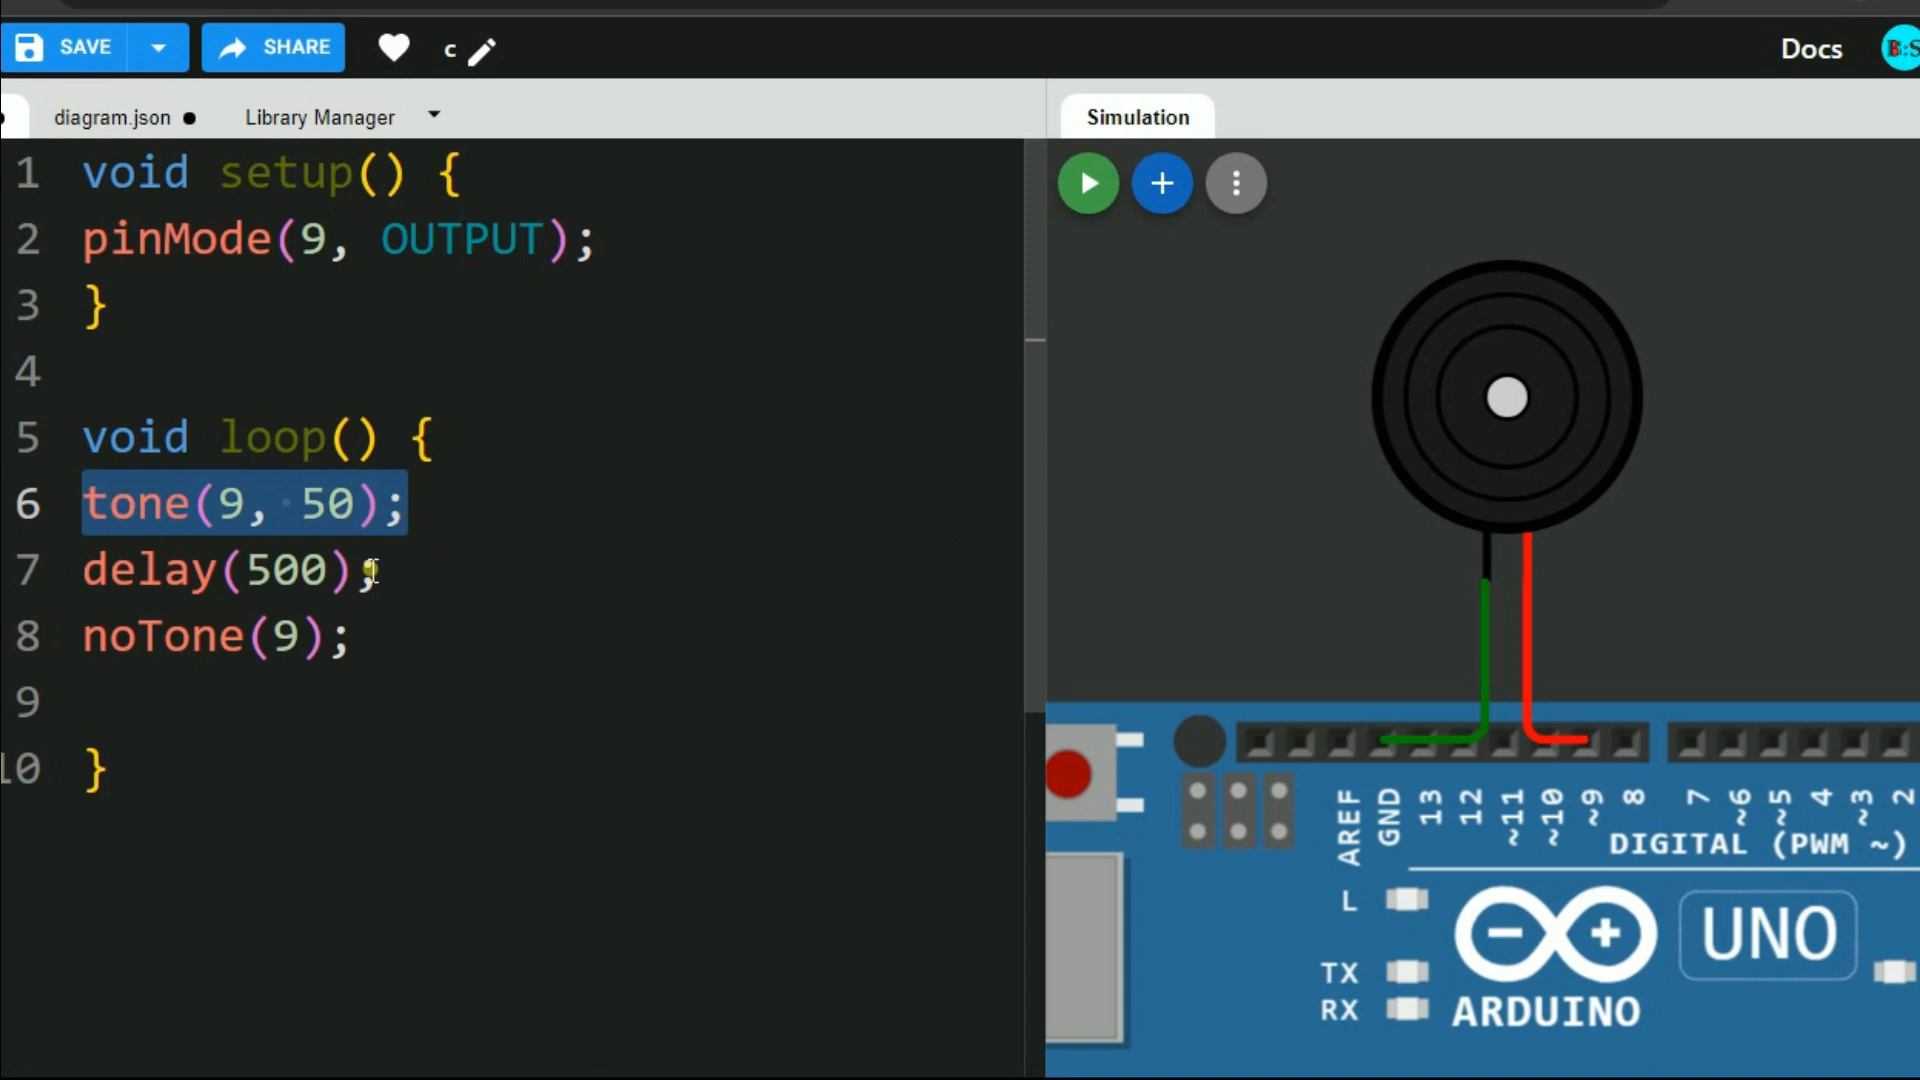 SAVE
SHARE
c
Docs
B:S
diagram.json
Library Manager
Simulation
1 void setup() {
2 pinMode(9, OUTPUT);
3 }
4
5 void loop() {
6 tone(9, 50);
7 delay(500);
8 noTone(9);
9
10 }
AREF
GND
13
12
~11
~10
~9
8
7
~6
~5
4
~3
2
DIGITAL (PWM ~)
L
TX
RX
UNO
ARDUINO